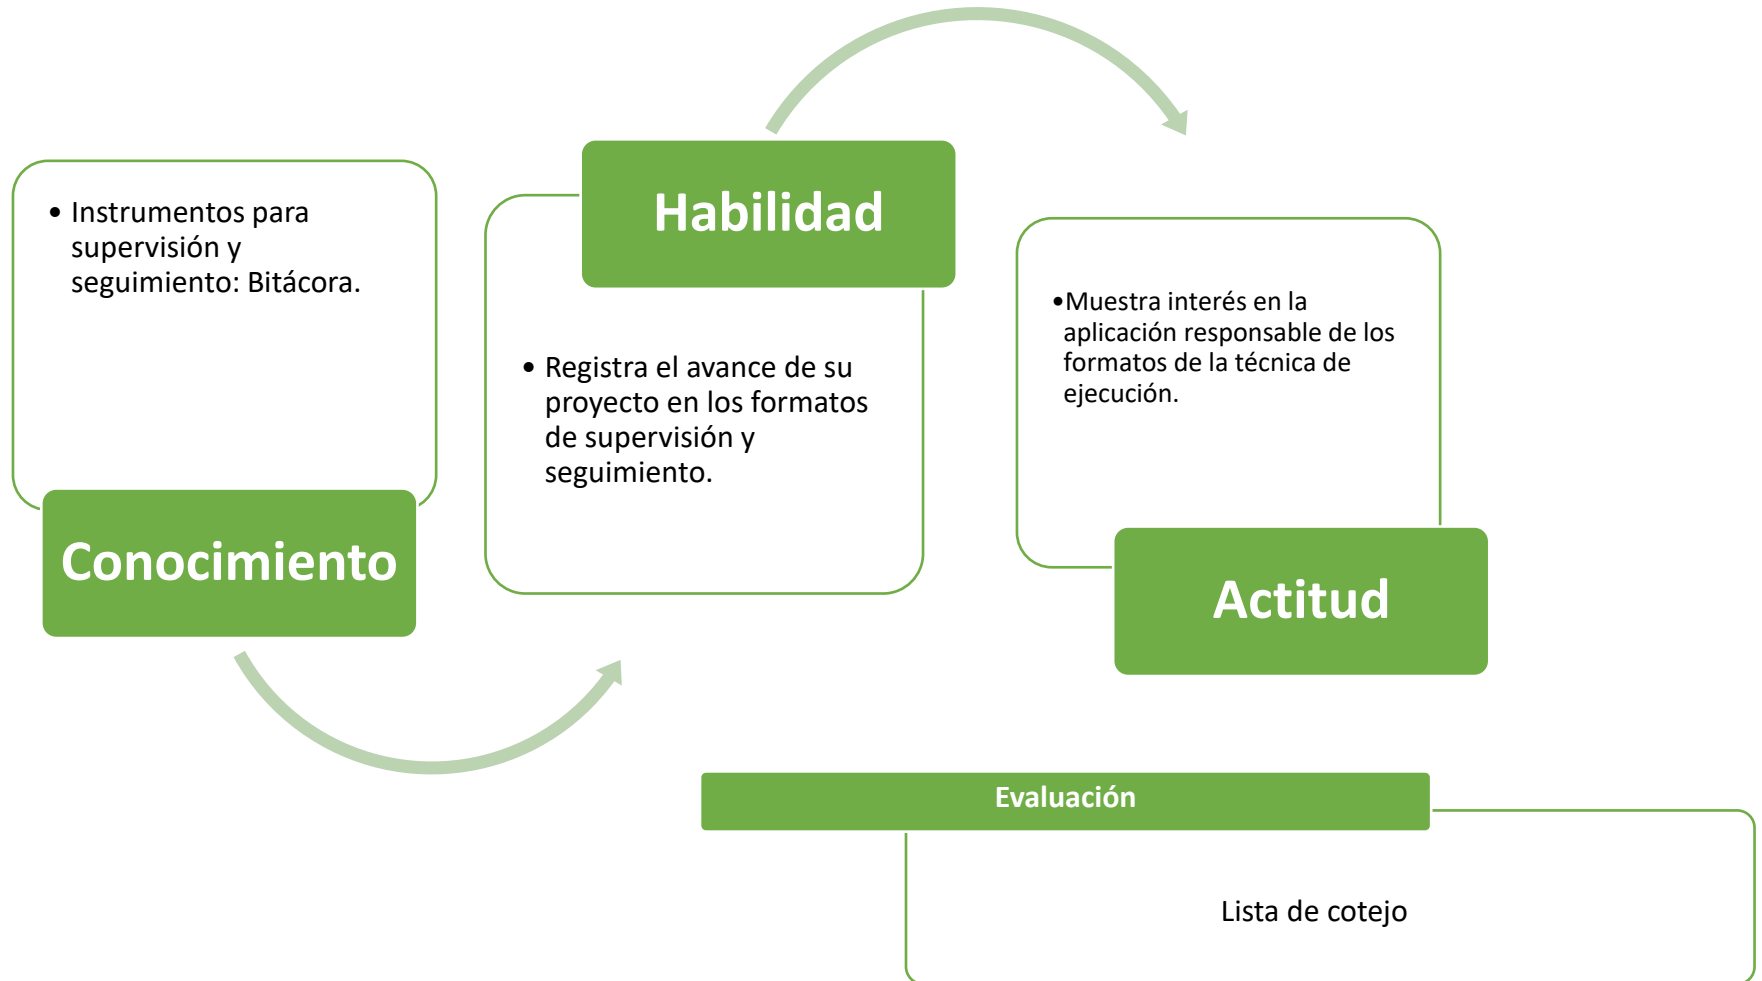 • Instrumentos para
supervisión y
seguimiento: Bitácora.
Conocimiento
Habilidad
• Registra el avance de su
proyecto en los formatos
de supervisión y
seguimiento.
•Muestra interés en la
aplicación responsable de los
formatos de la técnica de
ejecución.
Actitud
Evaluación
Lista de cotejo